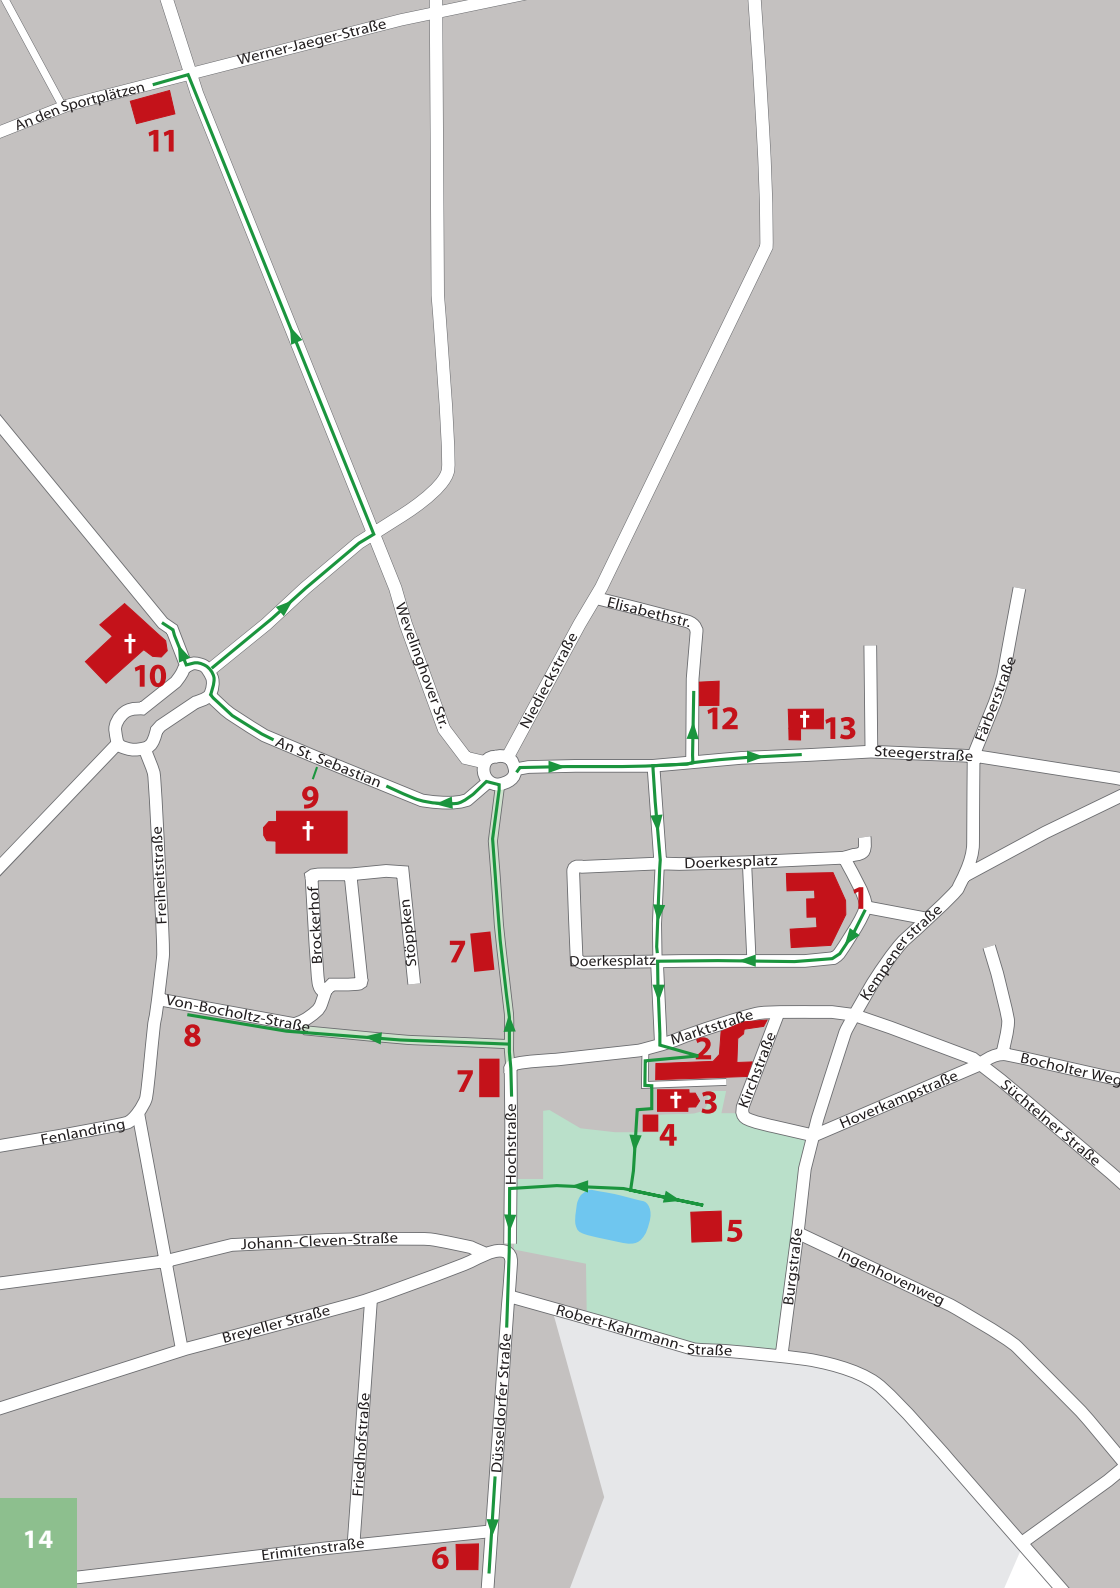 Werner-Jaeger-Straße
An den Sportplätzen
11
Elisabethstr.
Wevelinghover Str.
Niedieckstraße
Färberstraße
10
12
13
Steegerstraße
An St. Sebastian
9
Freiheitstraße
Doerkesplatz
1
Brockerhof
Stöppken
7
Doerkesplatz
Kempener straße
Von-Bocholtz-Straße
8
Marktstraße
2
Kirchstraße
7
3
4
Bocholter Weg
Hoverkampstraße
Süchtelner Straße
Fenlandring
Hochstraße
5
Johann-Cleven-Straße
Burgstraße
Ingenhovenweg
Breyeller Straße
Robert-Kahrmann- Straße
Düsseldorfer Straße
Friedhofstraße
14
Erimitenstraße
6